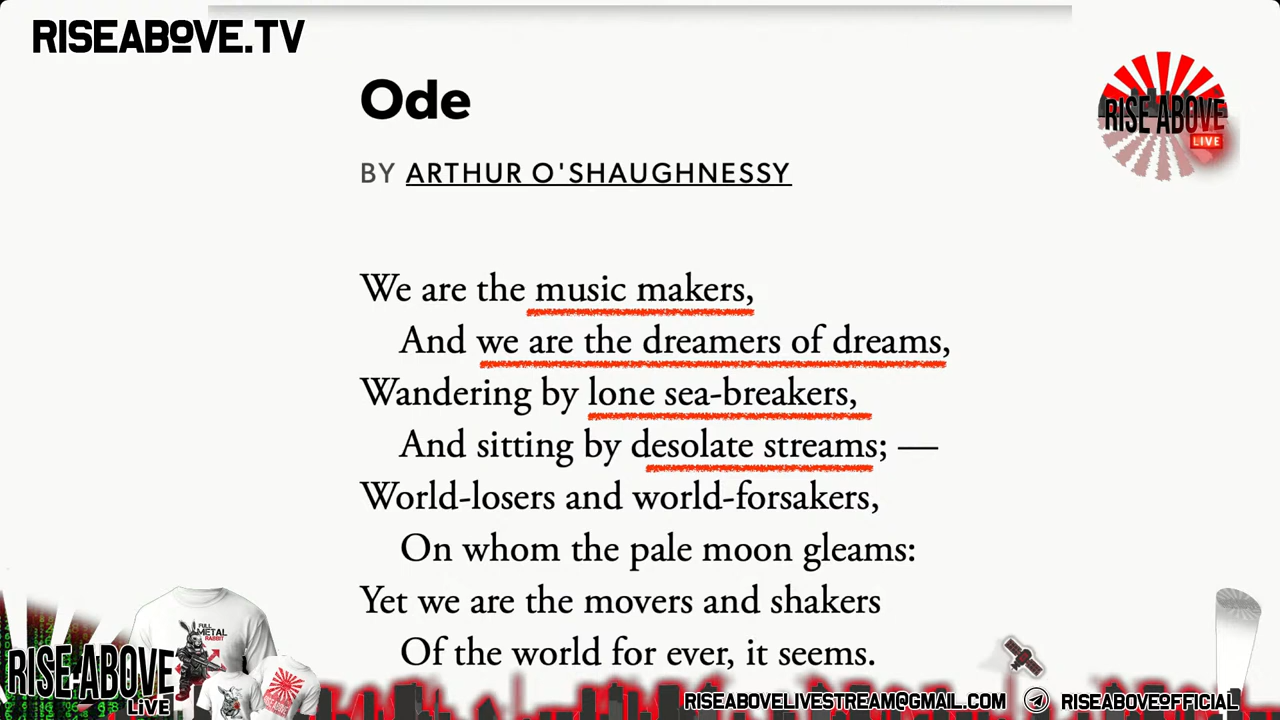 RISEABOVE.TV
Ode
BY ARTHUR O'SHAUGHNESSY
RISE ABOVE
LIVE
We are the music makers,
And we are the dreamers of dreams,
Wandering by lone sea-breakers,
And sitting by desolate streams; —
World-losers and world-forsakers,
On whom the pale moon gleams:
Yet we are the movers and shakers
Of the world for ever, it seems.
FULL
METAL
RABBIT
RISE-ABOVE
LIVE
RISEABOVELIVESTREAM@GMAIL.COM
RISEABOVEOFFICIAL